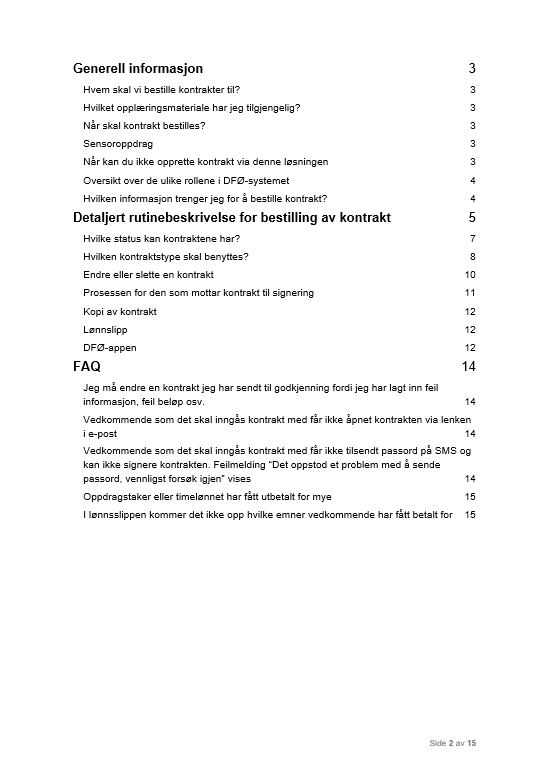 Generell informasjon 3
Hvem skal vi bestille kontrakter til? 3
Hvilket opplæringsmateriale har jeg tilgjengelig? 3
Når skal kontrakt bestilles? 3
Sensoroppdrag 3
Når kan du ikke opprette kontrakt via denne løsningen 3
Oversikt over de ulike rollene i DFØ-systemet 4
Hvilken informasjon trenger jeg for å bestille kontrakt? 4
Detaljert rutinebeskrivelse for bestilling av kontrakt 5
Hvilke status kan kontraktene har? 7
Hvilken kontraktstype skal benyttes? 8
Endre eller slette en kontrakt 10
Prosessen for den som mottar kontrakt til signering 11
Kopi av kontrakt 12
Lønnslipp 12
DFØ-appen 12
FAQ 14
Jeg må endre en kontrakt jeg har sendt til godkjenning fordi jeg har lagt inn feil
informasjon, feil beløp osv. 14
Vedkommende som det skal inngås kontrakt med får ikke åpnet kontrakten via lenken
i e-post 14
Vedkommende som det skal inngås kontrakt med får ikke tilsendt passord på SMS og
kan ikke signere kontrakten. Feilmelding "Det oppstod et problem med å sende
passord, vennligst forsøk igjen" vises 14
Oppdragstaker eller timelønnet har fått utbetalt for mye 15
I lønnsslippen kommer det ikke opp hvilke emner vedkommende har fått betalt for 15
Side 2 av 15